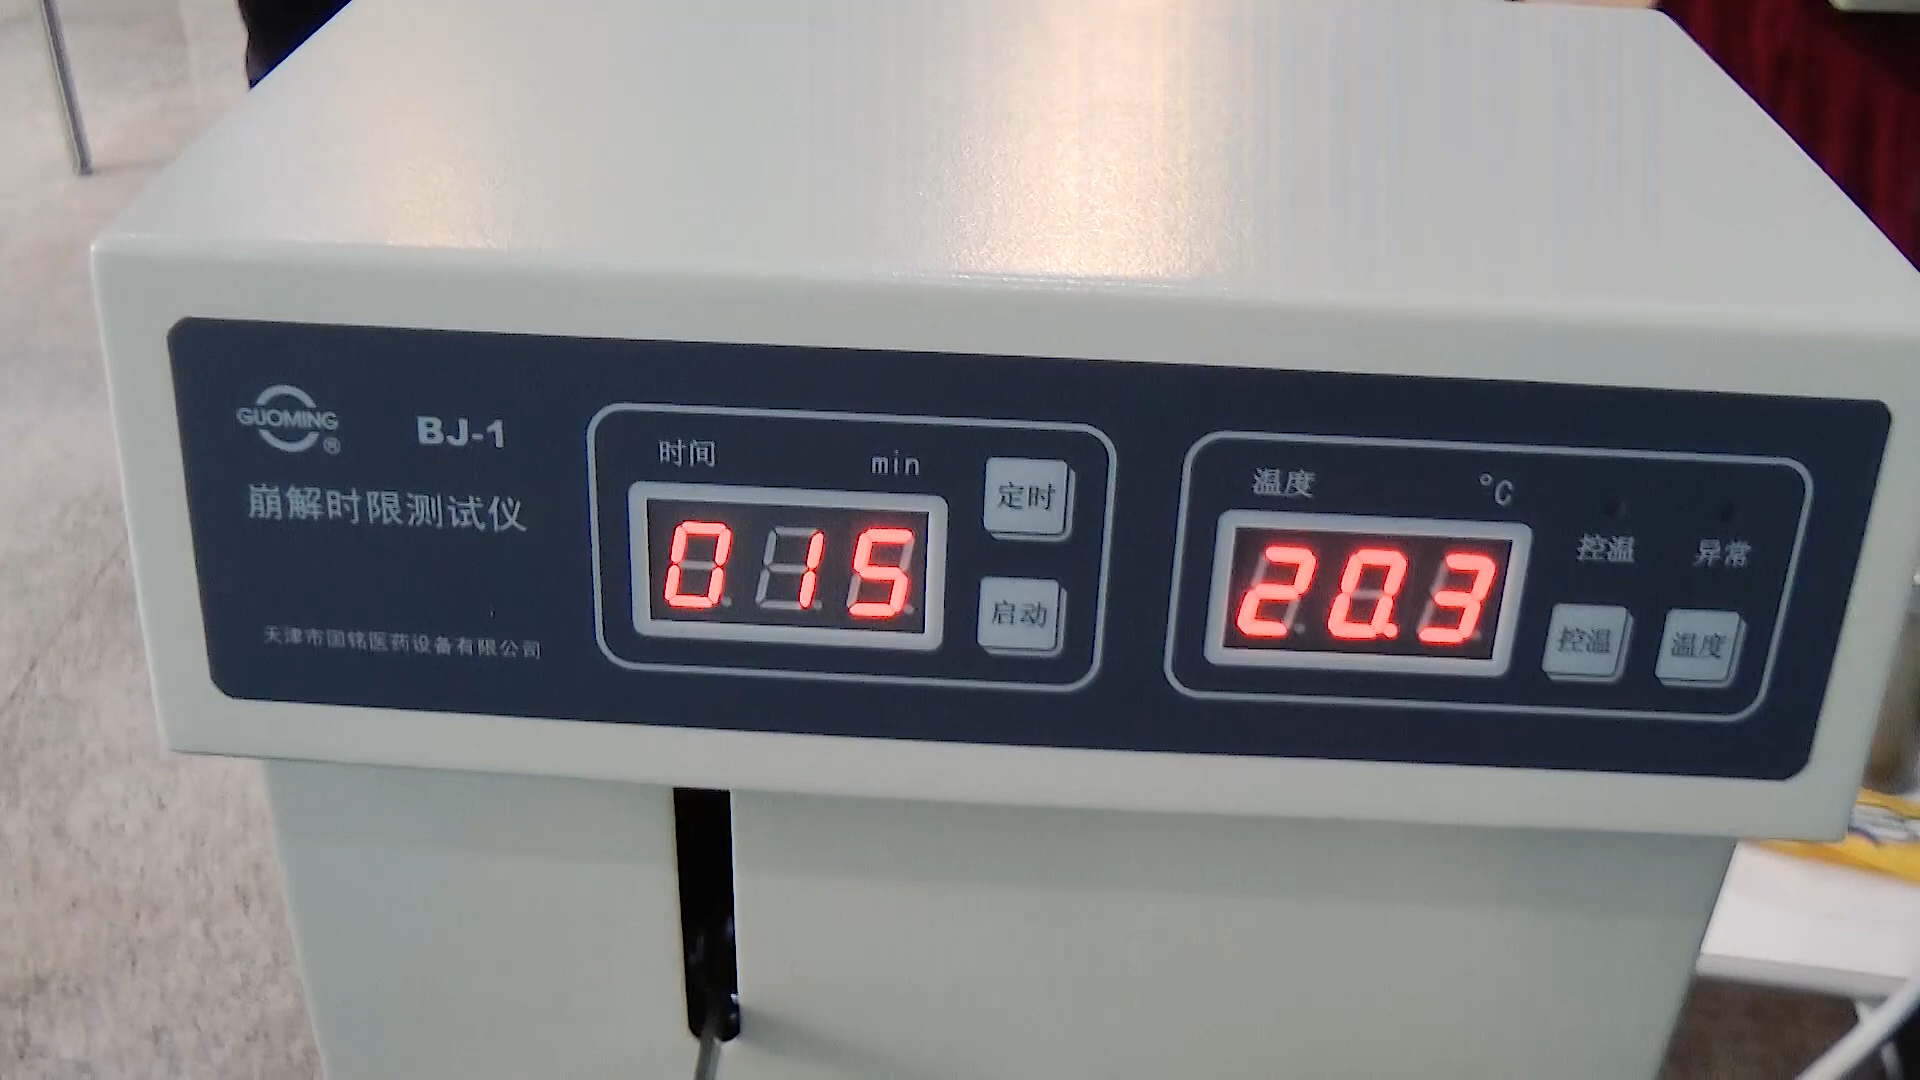 GUOMING®
BJ-1
崩解时限测试仪
天津市国铭医药设备有限公司
时间 min
015
定时
启动
温度 °C
20.3
控温
异常
控温
温度